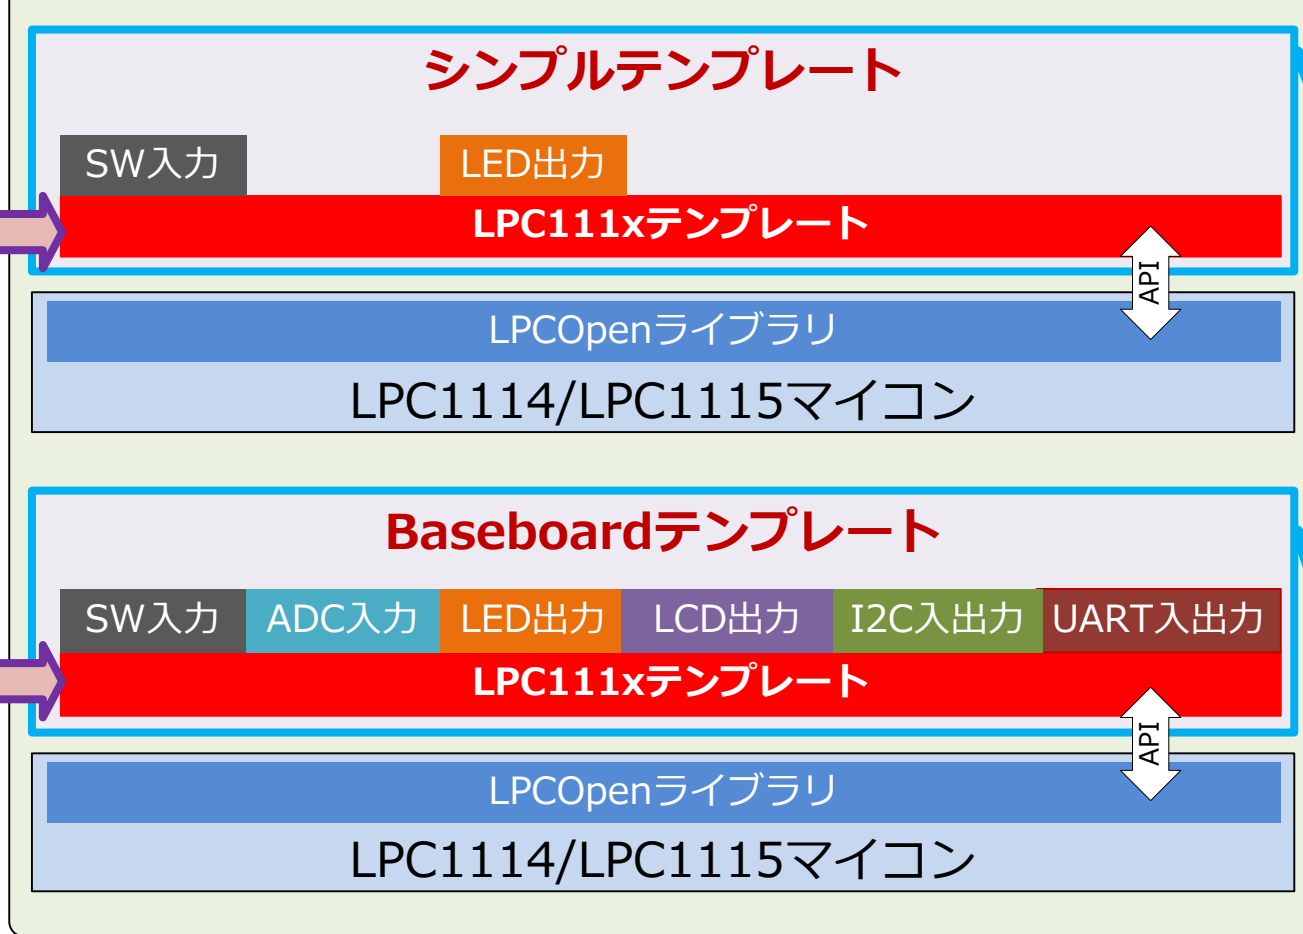 シンプルテンプレート
SW入力
LED出力
LPC111xテンプレート
API
LPCOpenライブラリ
LPC1114/LPC1115マイコン
Baseboardテンプレート
SW入力
ADC入力
LED出力
LCD出力
I2C入出力
UART入出力
LPC111xテンプレート
API
LPCOpenライブラリ
LPC1114/LPC1115マイコン